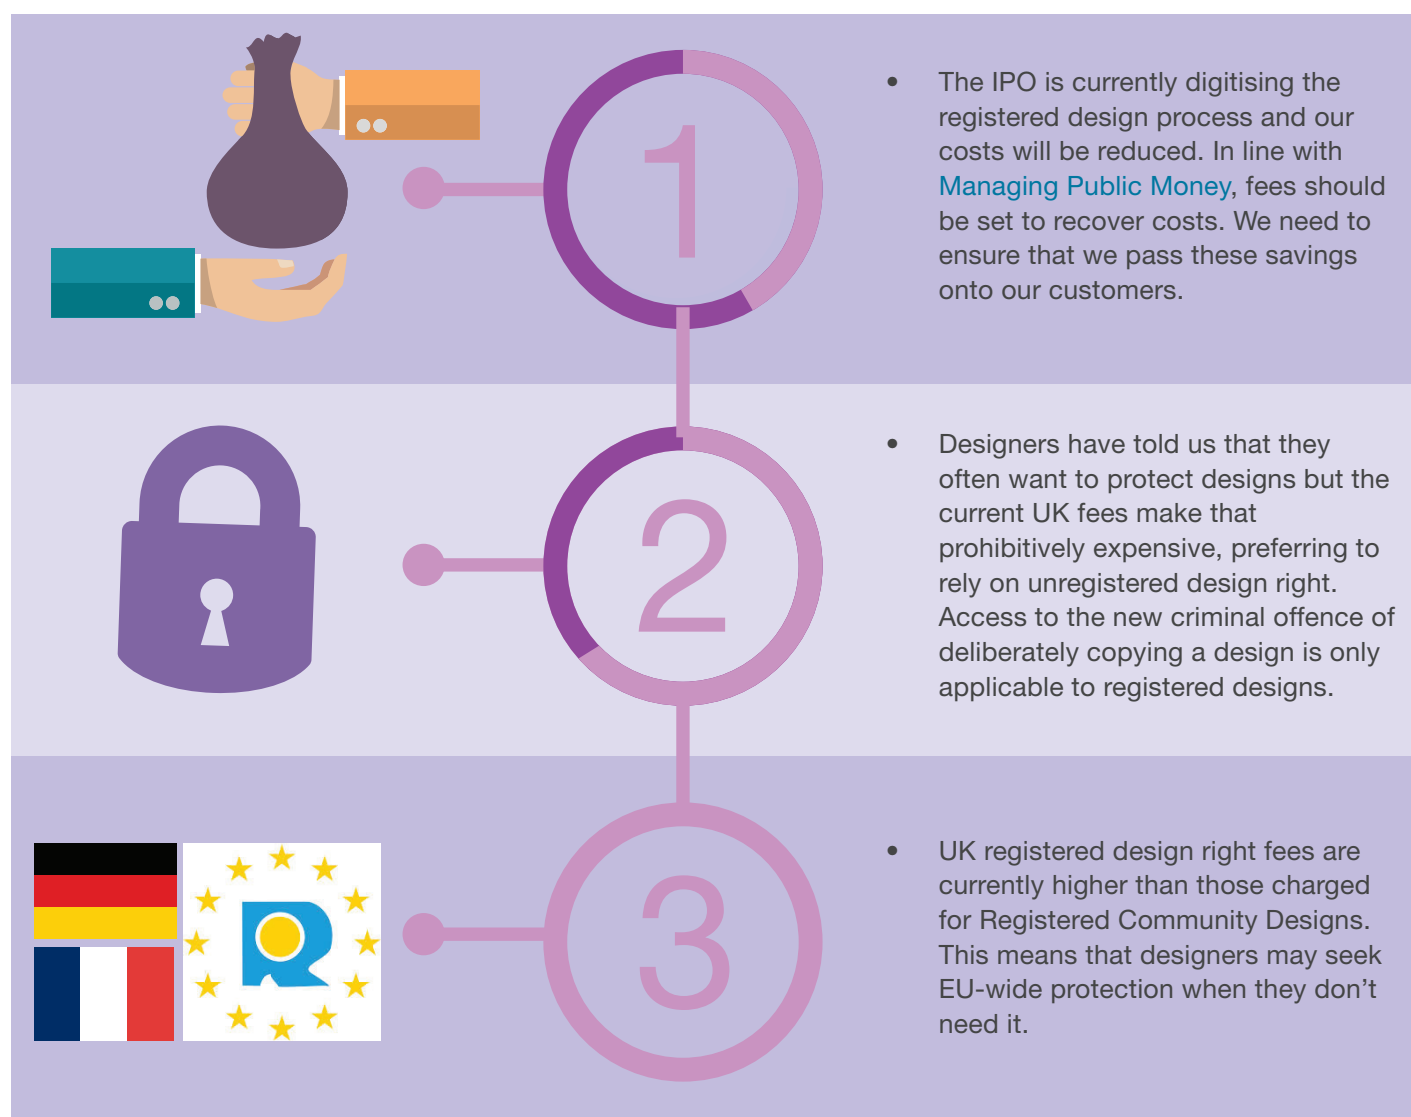 1
• The IPO is currently digitising the
registered design process and our
costs will be reduced. In line with
Managing Public Money, fees should
be set to recover costs. We need to
ensure that we pass these savings
onto our customers.
2
• Designers have told us that they
often want to protect designs but the
current UK fees make that
prohibitively expensive, preferring to
rely on unregistered design right.
Access to the new criminal offence of
deliberately copying a design is only
applicable to registered designs.
3
• UK registered design right fees are
currently higher than those charged
for Registered Community Designs.
This means that designers may seek
EU-wide protection when they don’t
need it.